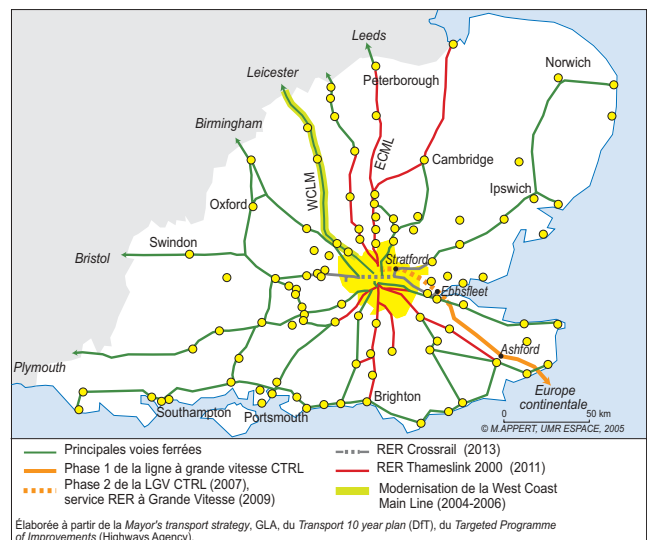 Leeds
Norwich
Leicester
Peterborough
Birmingham
ECML
Cambridge
WCLM
Ipswich
Oxford
Swindon
Stratford
Bristol
Ebbsfleet
Ashford
Plymouth
Brighton
Europe
continentale
Southampton
Portsmouth
0 50 km
© M.APPERT, UMR ESPACE, 2005
Principales voies ferrées
Phase 1 de la ligne à grande vitesse CTRL
Phase 2 de la LGV CTRL (2007),
service RER à Grande Vitesse (2009)
RER Crossrail (2013)
RER Thameslink 2000 (2011)
Modernisation de la West Coast
Main Line (2004-2006)
Élaborée à partir de la Mayor's transport strategy, GLA, du Transport 10 year plan (DfT), du Targeted Programme
of Improvements (Highways Agency).